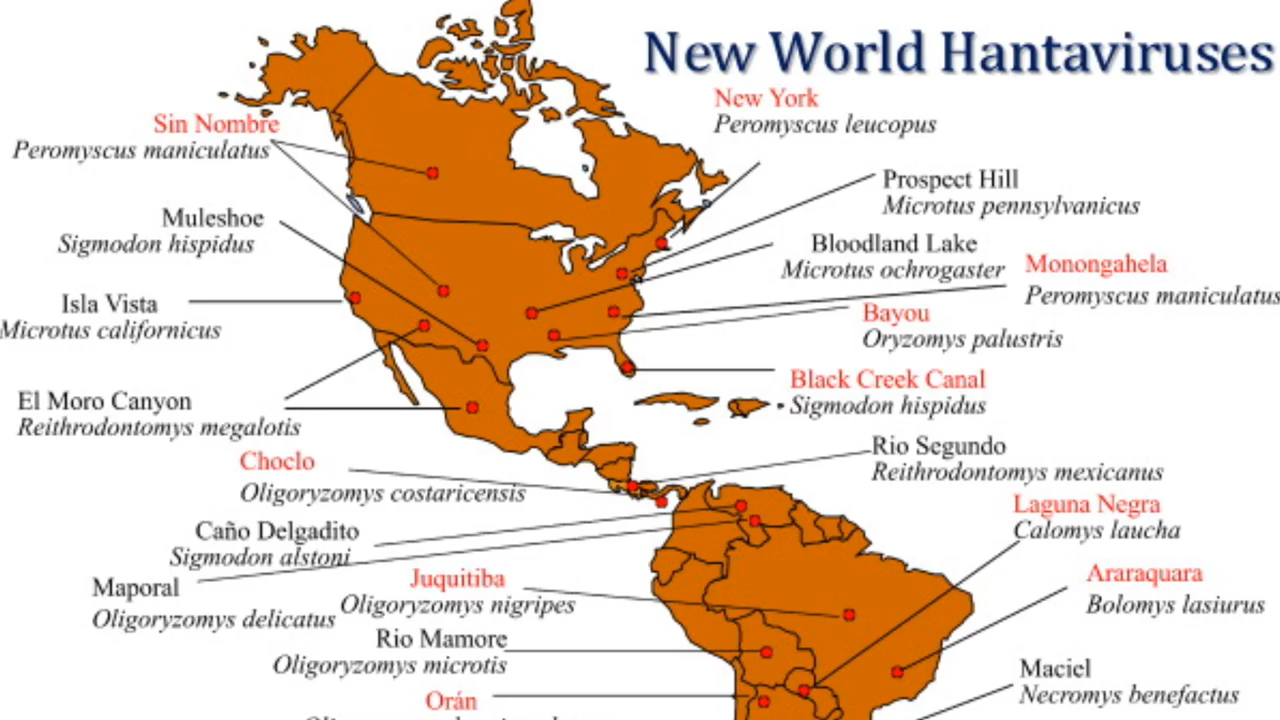 New World Hantaviruses
New York
Peromyscus leucopus
Sin Nombre
Peromyscus maniculatus
Prospect Hill
Microtus pennsylvanicus
Muleshoe
Sigmodon hispidus
Bloodland Lake
Microtus ochrogaster
Monongahela
Peromyscus maniculatus
Isla Vista
Microtus californicus
Bayou
Oryzomys palustris
Black Creek Canal
Sigmodon hispidus
El Moro Canyon
Reithrodontomys megalotis
Rio Segundo
Reithrodontomys mexicanus
Choclo
Oligoryzomys costaricensis
Laguna Negra
Calomys laucha
Caño Delgadito
Sigmodon alstoni
Maporal
Oligoryzomys delicatus
Juquitiba
Oligoryzomys nigripes
Araraquara
Bolomys lasiurus
Rio Mamore
Oligoryzomys microtis
Maciel
Necromys benefactus
Orán